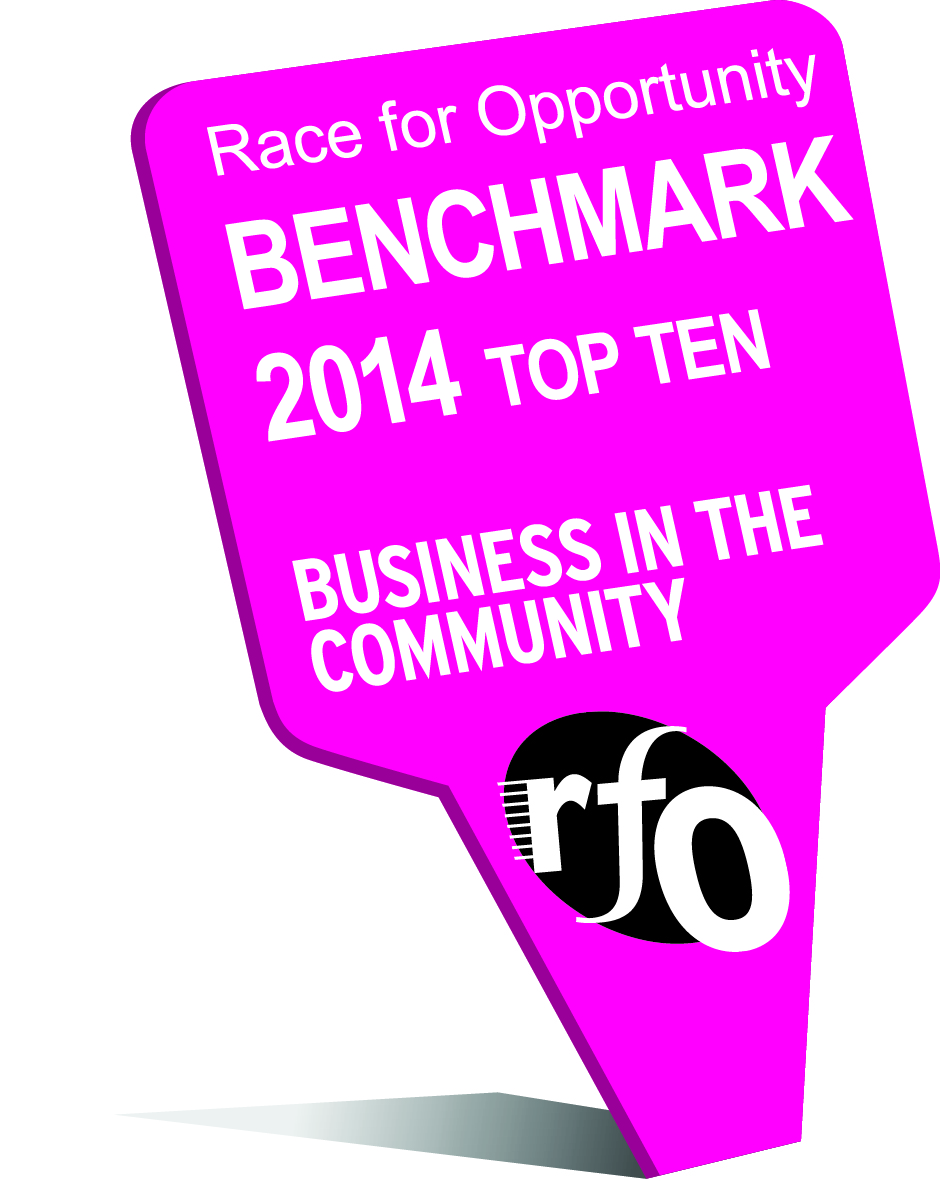 Race for Opportunity
BENCHMARK
2014 TOP TEN
BUSINESS IN THE
COMMUNITY
rfo